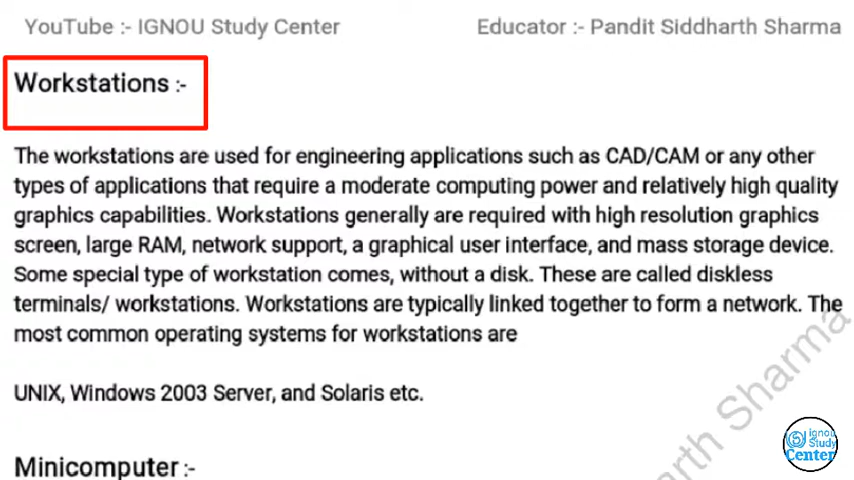 YouTube :- IGNOU Study Center Educator :- Pandit Siddharth Sharma
Workstations :-
The workstations are used for engineering applications such as CAD/CAM or any other
types of applications that require a moderate computing power and relatively high quality
graphics capabilities. Workstations generally are required with high resolution graphics
screen, large RAM, network support, a graphical user interface, and mass storage device.
Some special type of workstation comes, without a disk. These are called diskless
terminals/ workstations. Workstations are typically linked together to form a network. The
most common operating systems for workstations are
UNIX, Windows 2003 Server, and Solaris etc.
arth Sharma
ignou
Study
Center
Minicomputer :-